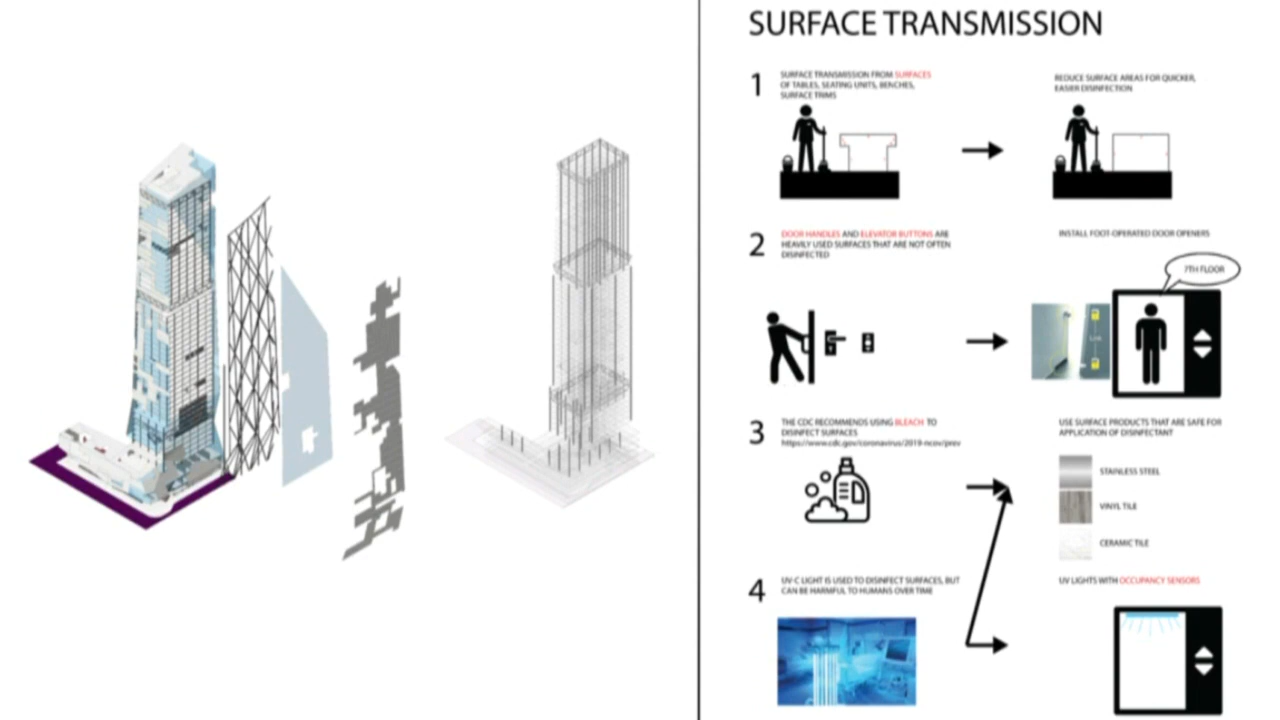 SURFACE TRANSMISSION
1
SURFACE TRANSMISSION FROM SURFACES
OF TABLES, SEATING UNITS, BENCHES,
SURFACE TRIMS
REDUCE SURFACE AREAS FOR QUICKER,
EASIER DISINFECTION
2
DOOR HANDLES AND ELEVATOR BUTTONS ARE
HEAVILY USED SURFACES THAT ARE NOT OFTEN
DISINFECTED
INSTALL FOOT-OPERATED DOOR OPENERS
7TH FLOOR
3
THE CDC RECOMMENDS USING BLEACH TO
DISINFECT SURFACES
https://www.cdc.gov/coronavirus/2019-ncov/prev
USE SURFACE PRODUCTS THAT ARE SAFE FOR
APPLICATION OF DISINFECTANT
STAINLESS STEEL
VINYL TILE
CERAMIC TILE
4
UV-C LIGHT IS USED TO DISINFECT SURFACES, BUT
CAN BE HARMFUL TO HUMANS OVER TIME
UV LIGHTS WITH OCCUPANCY SENSORS